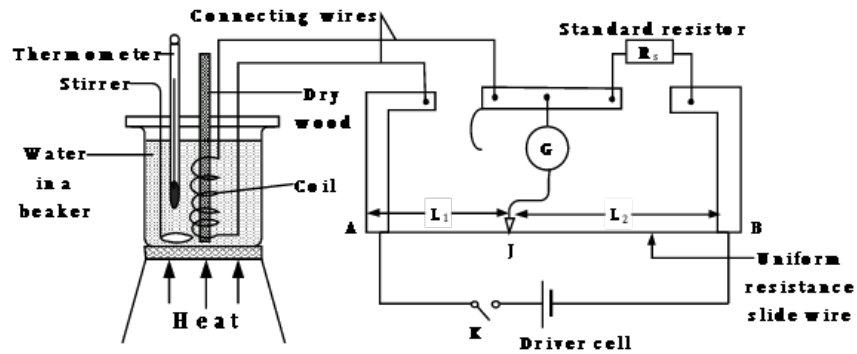 Connecting wires
Thermometer
Stirrer
Standard resistor
Rs
Dry
wood
Water
in a
beaker
Coil
G
A
L1
L2
B
J
Uniform
resistance
slide wire
Heat
K
Driver cell